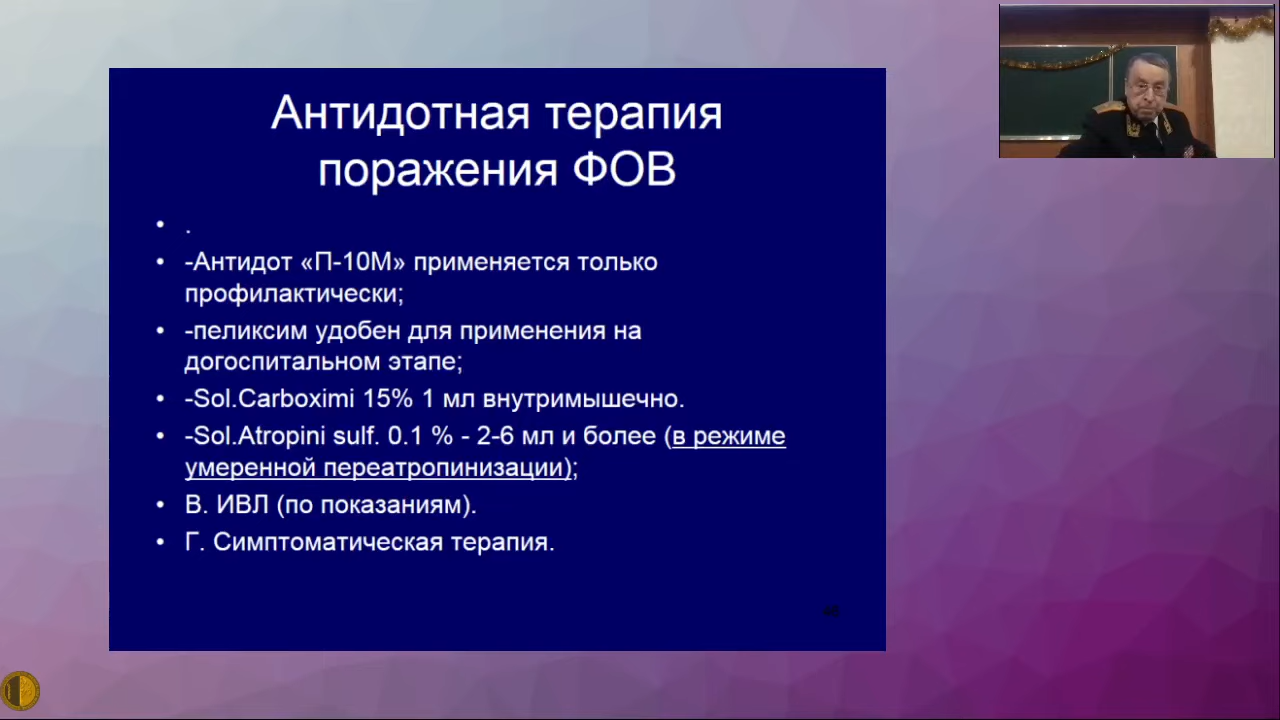 Антидотная терапия
поражения ФОВ
• .
• -Антидот «П-10М» применяется только
профилактически;
• -пеликсим удобен для применения на
догоспитальном этапе;
• -Sol.Carboximi 15% 1 мл внутримышечно.
• -Sol.Atropini sulf. 0.1 % - 2-6 мл и более (в режиме
умеренной переатропинизации);
• В. ИВЛ (по показаниям).
• Г. Симптоматическая терапия.